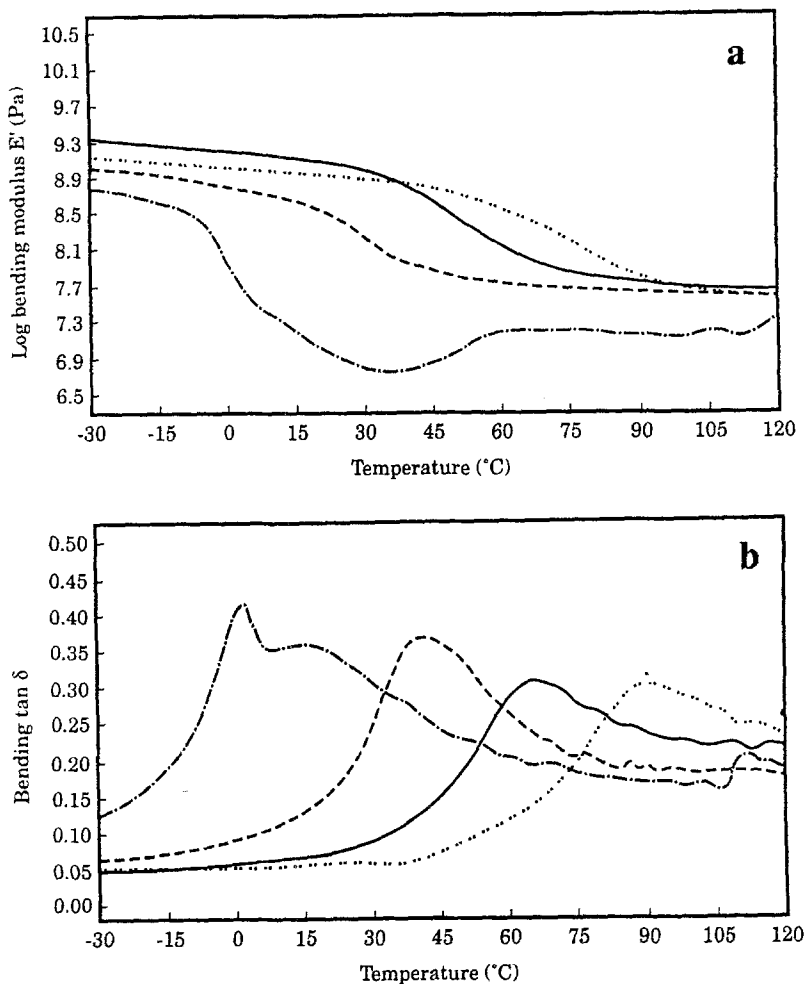 a
Log bending modulus E' (Pa)
10.5
10.1
9.7
9.3
8.9
8.5
8.1
7.7
7.3
6.9
6.5
-30 -15 0 15 30 45 60 75 90 105 120
Temperature (°C)
b
Bending tan δ
0.50
0.45
0.40
0.35
0.30
0.25
0.20
0.15
0.10
0.05
0.00
-30 -15 0 15 30 45 60 75 90 105 120
Temperature (°C)